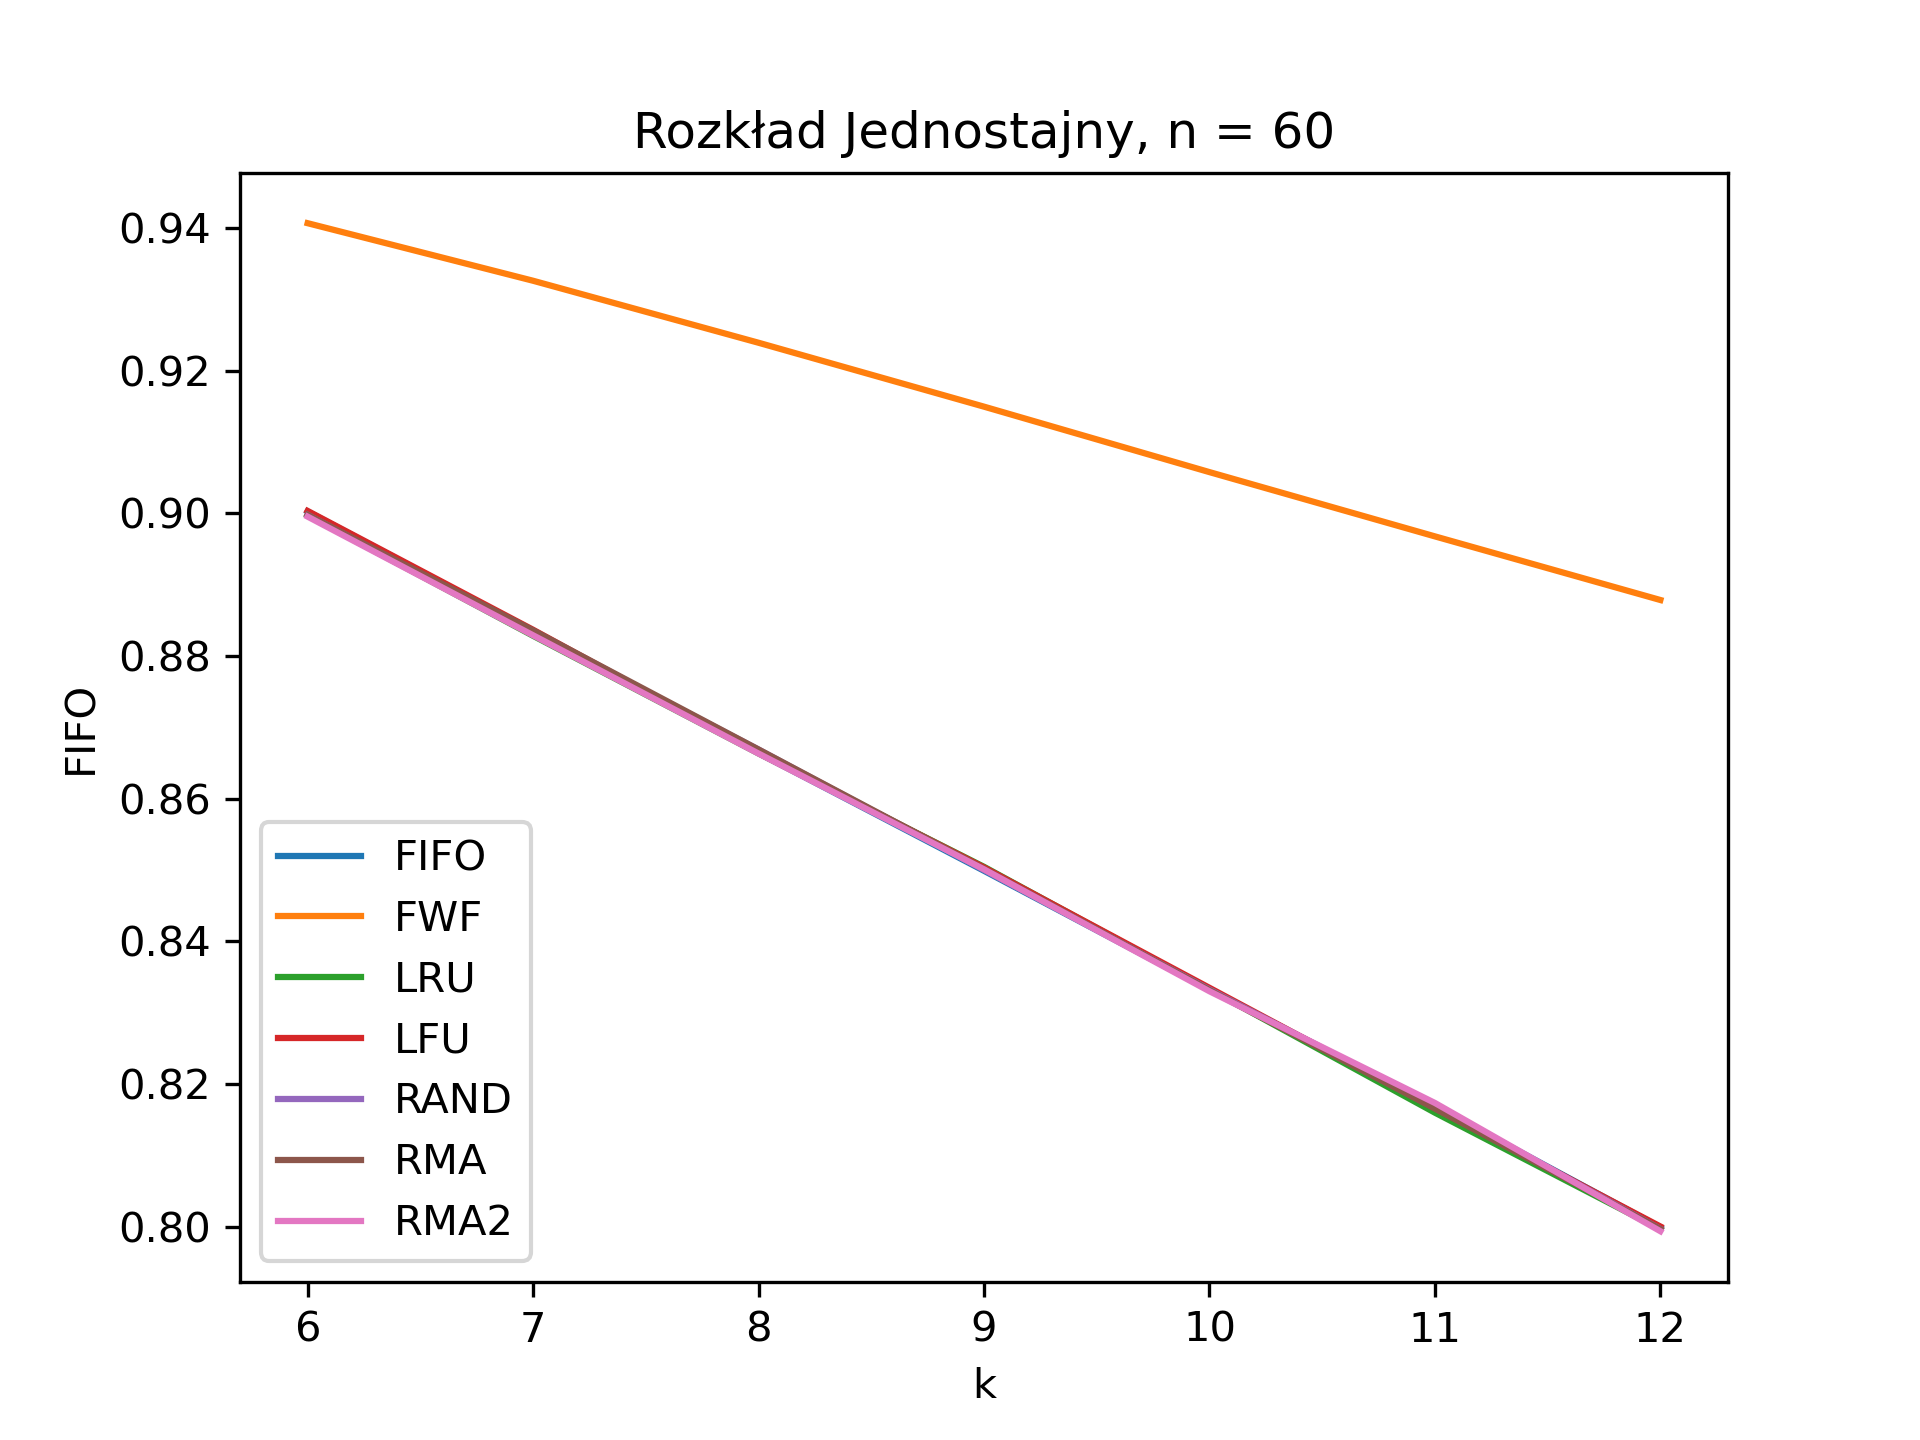 Rozkład Jednostajny, n = 60
0.94
0.92
0.90
0.88
0.86
0.84
0.82
0.80
FIFO
FIFO
FWF
LRU
LFU
RAND
RMA
RMA2
6 7 8 9 10 11 12
k